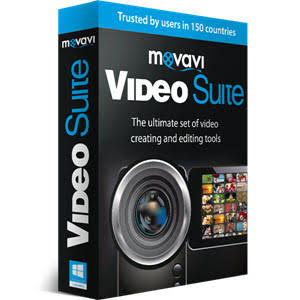 Trusted by users in 150 countries
movavi
VIDEO SUITE
The ultimate set of video
creating and editing tools
VIDEO SUITE